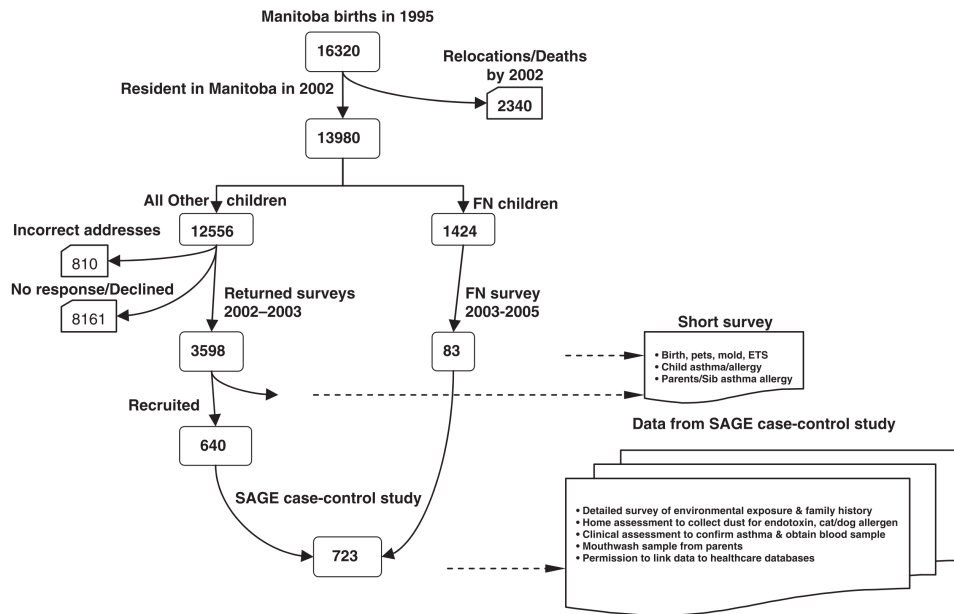 Manitoba births in 1995
16320
Relocations/Deaths
by 2002
2340
Resident in Manitoba in 2002
13980
All Other children
12556
FN children
1424
Incorrect addresses
810
No response/Declined
8161
Returned surveys
2002–2003
3598
FN survey
2003-2005
83
Short survey
• Birth, pets, mold, ETS
• Child asthma/allergy
• Parents/Sib asthma allergy
Recruited
640
SAGE case-control study
723
Data from SAGE case-control study
• Detailed survey of environmental exposure & family history
• Home assessment to collect dust for endotoxin, cat/dog allergen
• Clinical assessment to confirm asthma & obtain blood sample
• Mouthwash sample from parents
• Permission to link data to healthcare databases